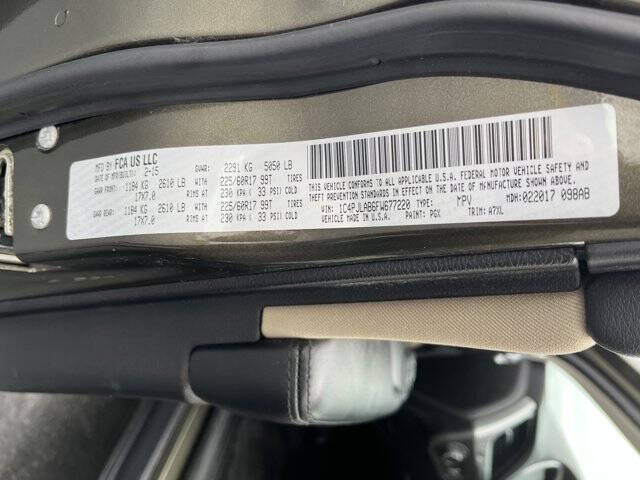 MFD BY FCA US LLC
DATE OF MFR/BUILT: 2-15 GVWR: 2291 KG 5050 LB
GAWR FRONT: 1184 KG 2610 LB WITH 225/60R17 99T TIRES
17X7.0 RIMS AT 230 KPA ( 33 PSI) COLD
GAWR REAR: 1184 KG 2610 LB WITH 225/60R17 99T TIRES
17X7.0 RIMS AT 230 KPA ( 33 PSI) COLD
THIS VEHICLE CONFORMS TO ALL APPLICABLE U.S.A. FEDERAL MOTOR VEHICLE SAFETY AND
THEFT PREVENTION STANDARDS IN EFFECT ON THE DATE OF MANUFACTURE SHOWN ABOVE.
VIN: 1C4PJLAB6FW677220 TYPE: MPV MDH: 022017 098AB
PAINT: PGX TRIM: A7XL